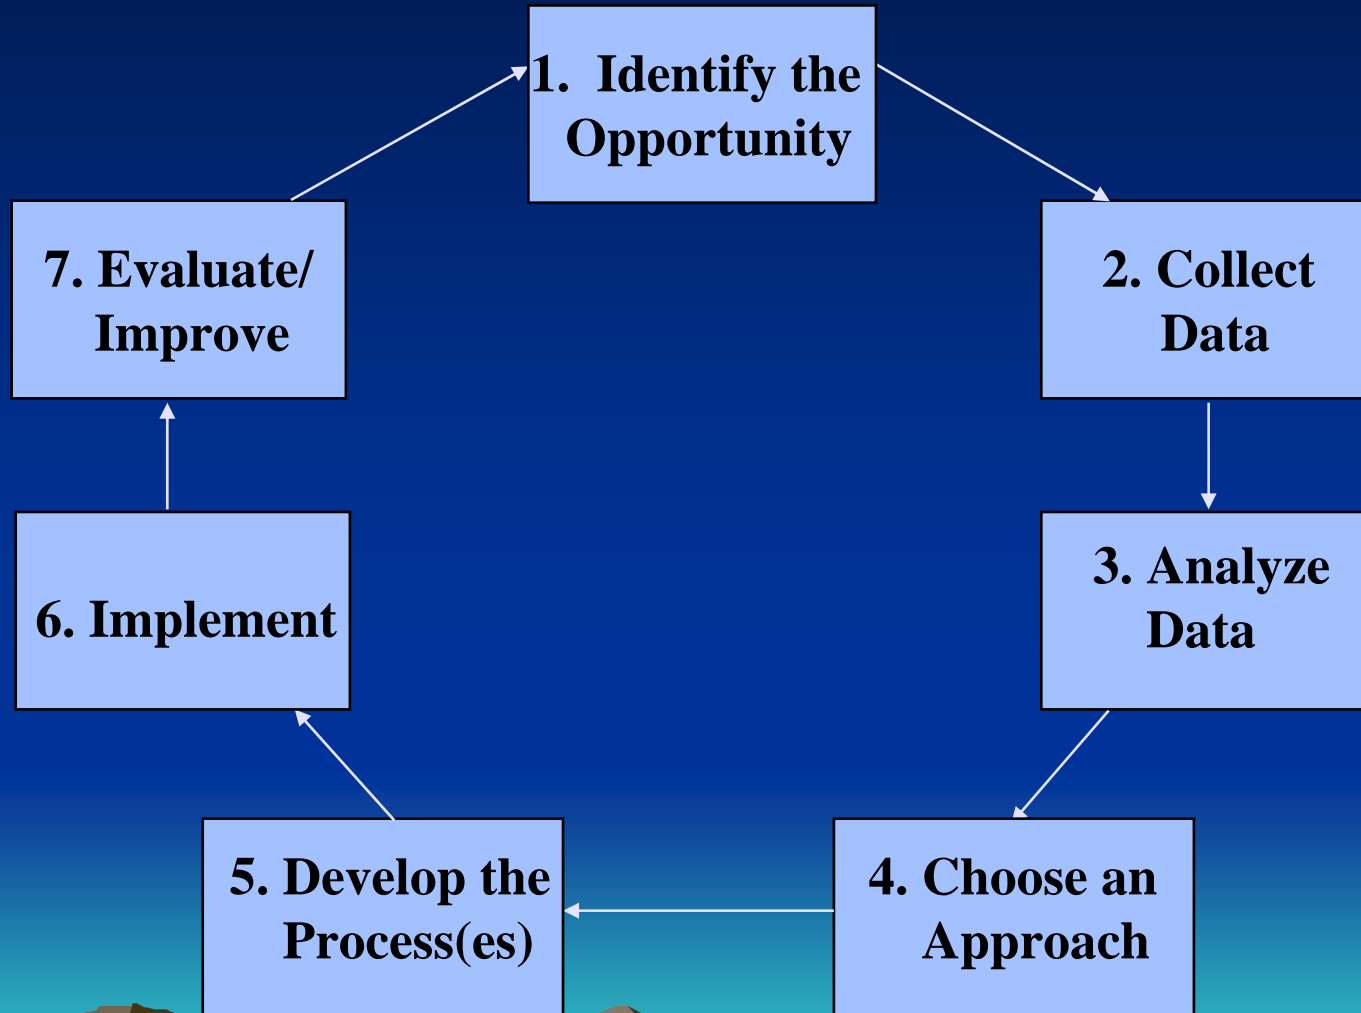 1. Identify the
Opportunity
2. Collect
Data
3. Analyze
Data
4. Choose an
Approach
5. Develop the
Process(es)
6. Implement
7. Evaluate/
Improve